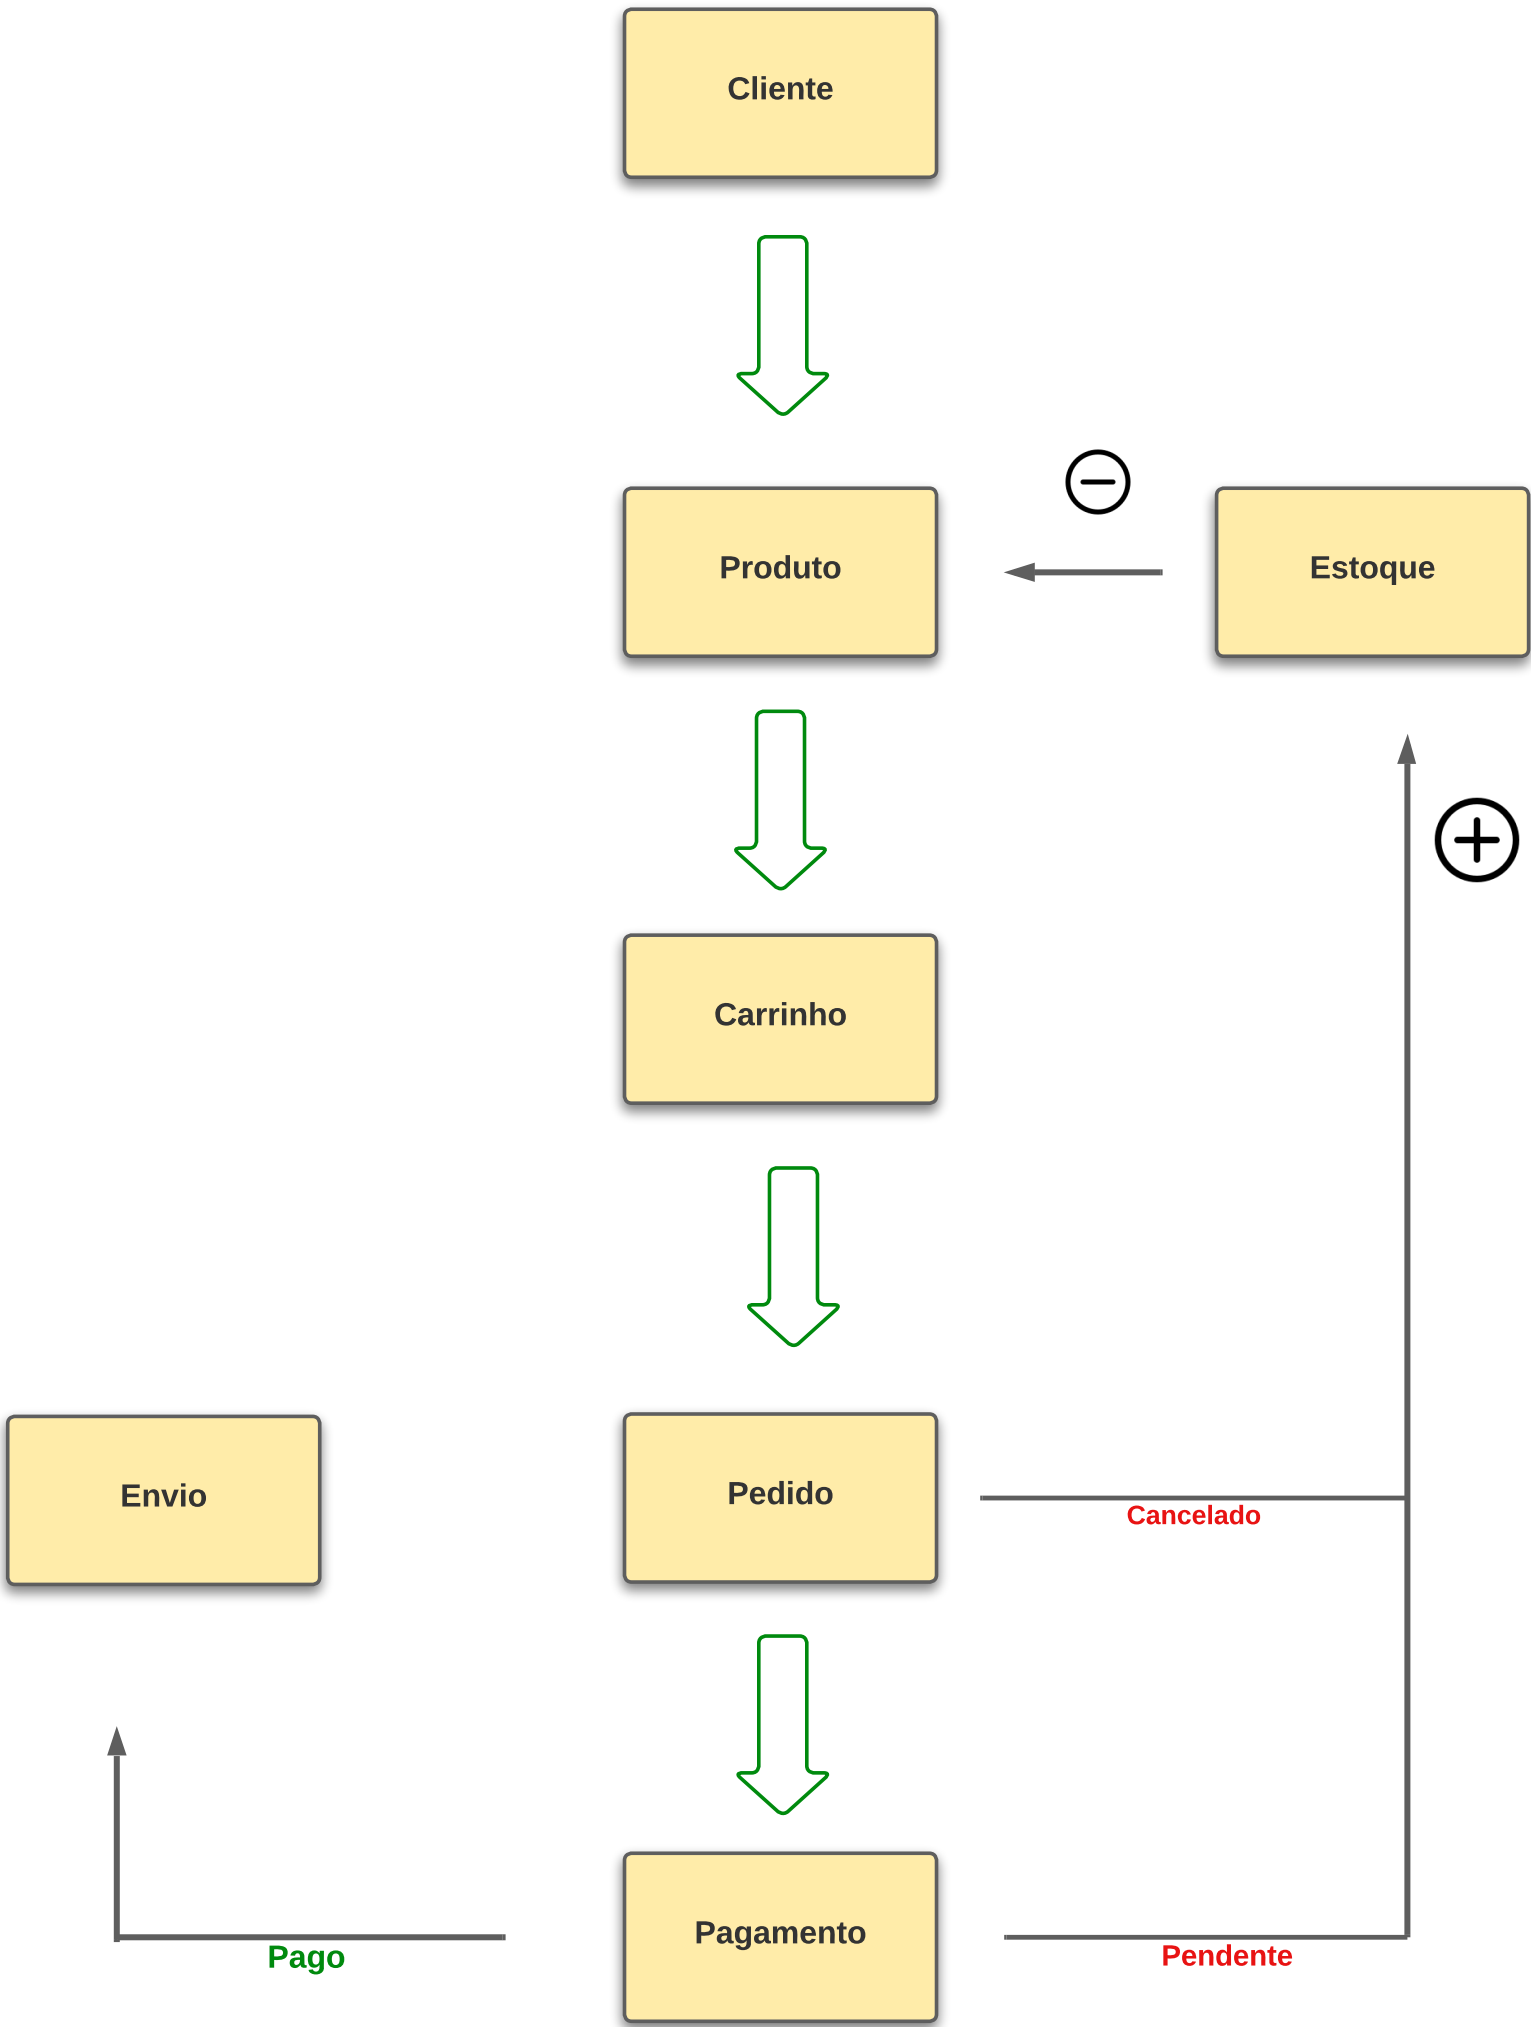 Cliente
Produto
Estoque
Carrinho
Envio
Pedido
Cancelado
Pagamento
Pago
Pendente